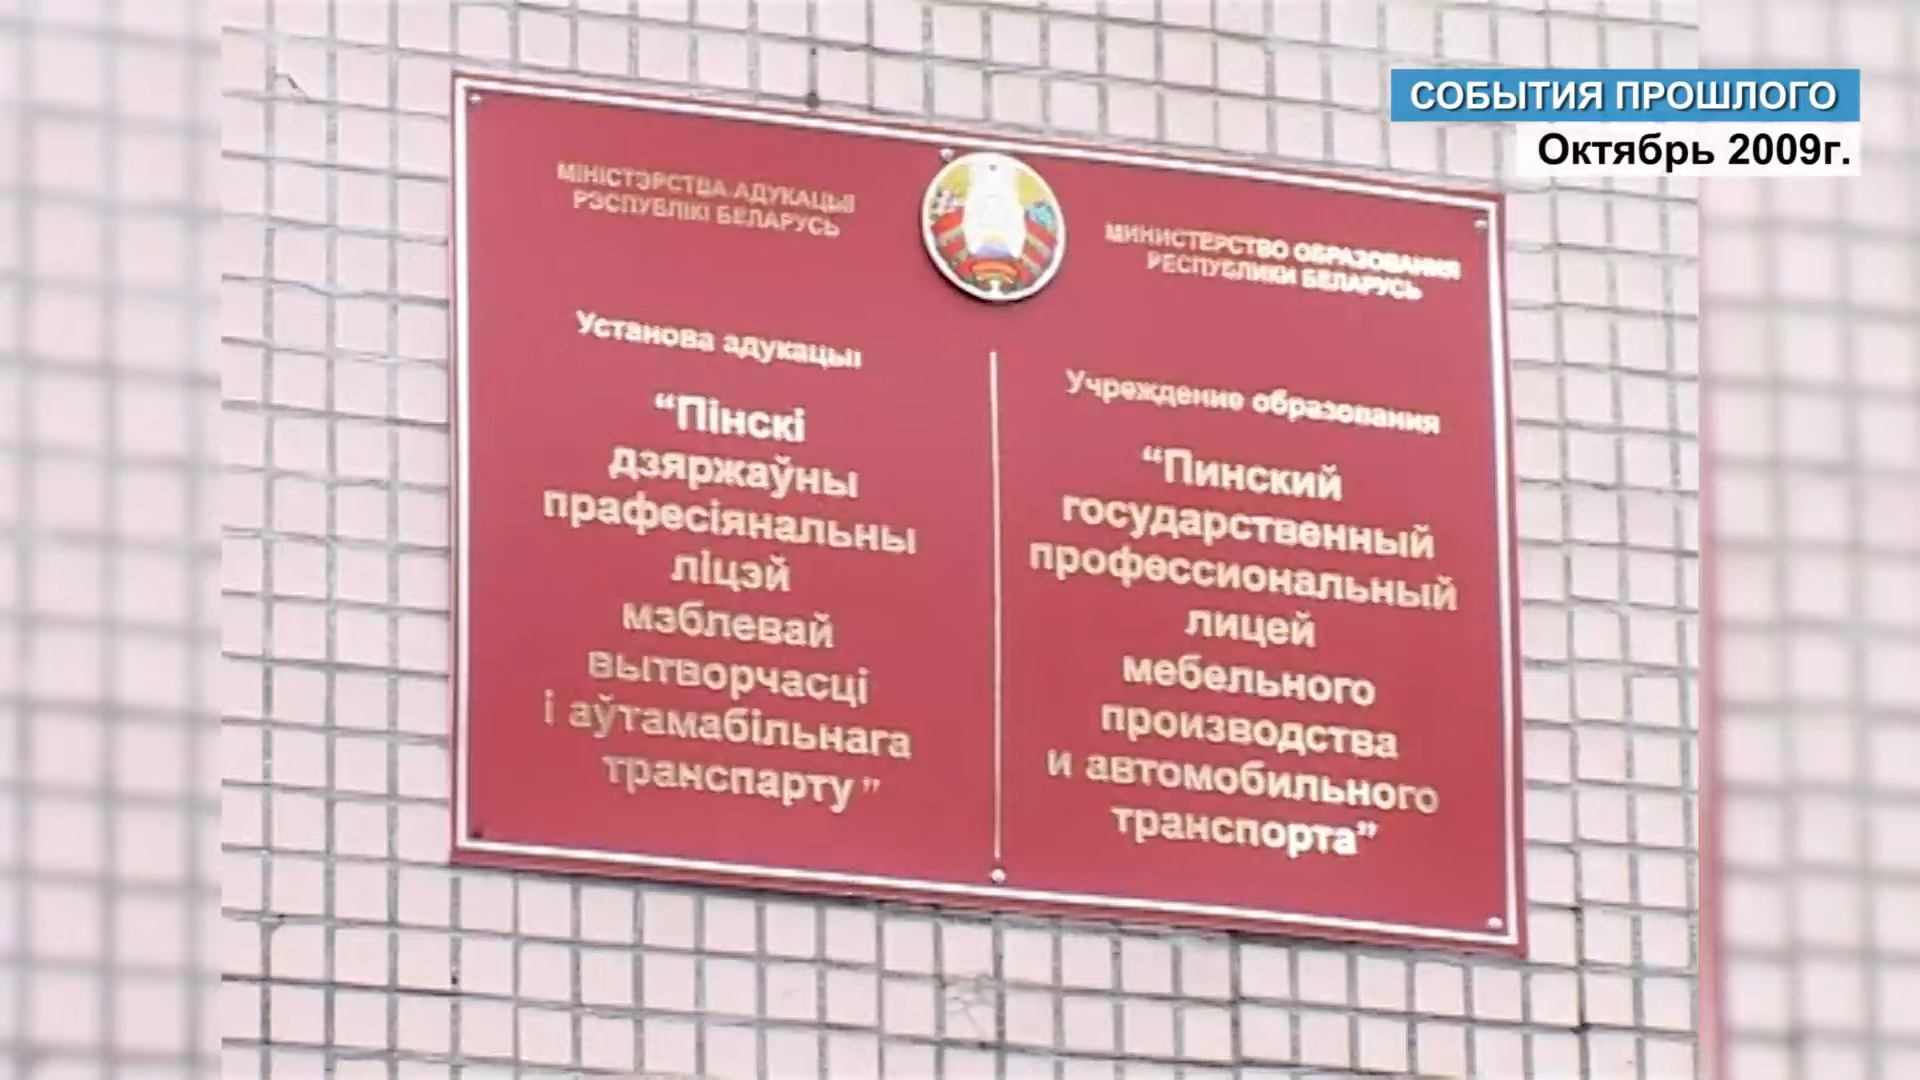 СОБЫТИЯ ПРОШЛОГО
Октябрь 2009г.
МІНІСТЭРСТВА АДУКАЦЫІ
РЭСПУБЛІКІ БЕЛАРУСЬ
Установа адукацыі
“Пінскі
дзяржаўны
прафесіянальны
ліцэй
мэблевай
вытворчасці
і аўтамабільнага
транспарту”
МИНИСТЕРСТВО ОБРАЗОВАНИЯ
РЕСПУБЛИКИ БЕЛАРУСЬ
Учреждение образования
“Пинский
государственный
профессиональный
лицей
мебельного
производства
и автомобильного
транспорта”